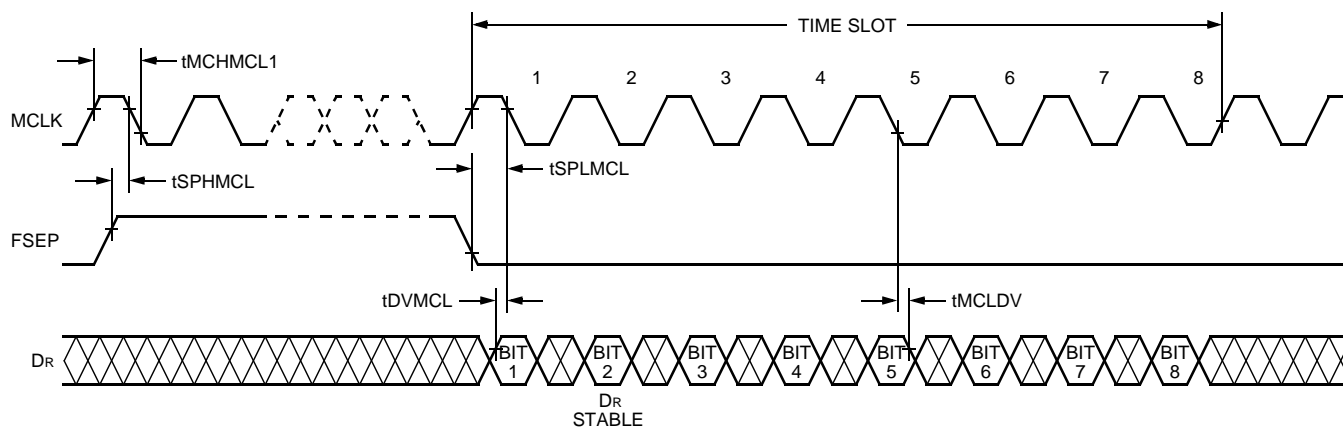 TIME SLOT
tMCHMCL1
1 2 3 4 5 6 7 8
MCLK
tSPHMCL
tSPLMCL
FSEP
tDVMCL
tMCLDV
DR
BIT 1
BIT 2
BIT 3
BIT 4
BIT 5
BIT 6
BIT 7
BIT 8
DR
STABLE